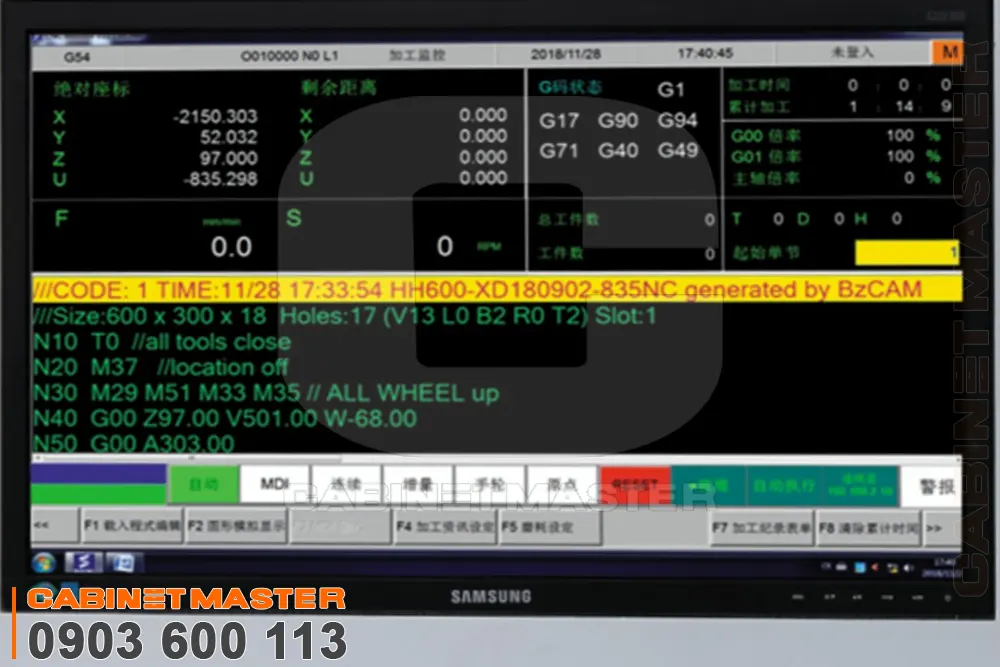 G54 O010000 N0 L1 加工监控 2018/11/28 17:40:45 未登入 M
绝对座标 剩余距离 G码状态 G1 加工时间 0 : 0 : 0
X -2150.303 X 0.000 G17 G90 G94 累计加工 1 : 14 : 9
Y 52.032 Y 0.000 G71 G40 G49 G00 倍率 100 %
Z 97.000 Z 0.000 G01 倍率 100 %
U -835.298 U 0.000 主轴倍率 0 %
F mm/min S 总工件数 0 T 0 D 0 H 0
0.0 0 RPM 工件数 0 起始单节 1
///CODE: 1 TIME:11/28 17:33:54 HH600-XD180902-835NC generated by BzCAM
///Size:600 x 300 x 18 Holes:17 (V13 L0 B2 R0 T2) Slot:1
N10 T0 //all tools close
N20 M37 //location off
N30 M29 M51 M33 M35 // ALL WHEEL up
N40 G00 Z97.00 V501.00 W-68.00
N50 G00 A303.00
自动 MDI 连续 增量 手轮 原点 RESET 自动执行 警报
<< F1 载入程式编辑 F2 图形模拟显示 F4 加工资讯设定 F5 磨耗设定 F7 加工纪录表单 F8 清除累计时间 >>
SAMSUNG
CABINET MASTER
CABINET MASTER
CABINET MASTER
0903 600 113